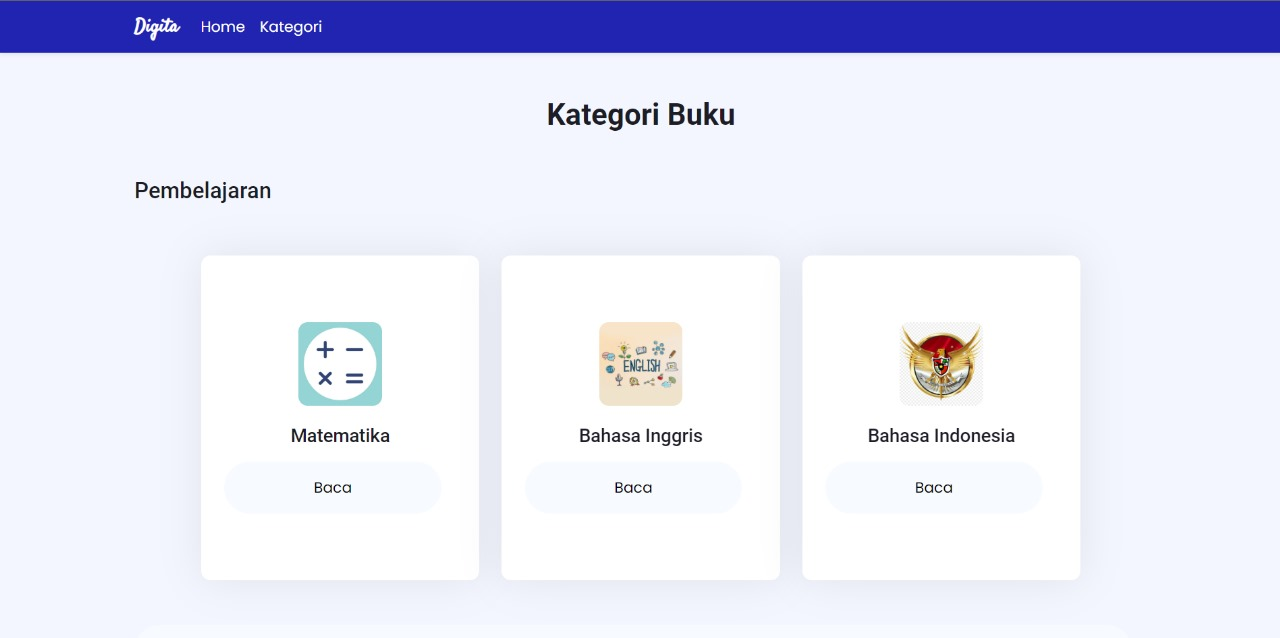 Digita Home Kategori
Kategori Buku
Pembelajaran
ENGLISH
Matematika
Bahasa Inggris
Bahasa Indonesia
Baca
Baca
Baca